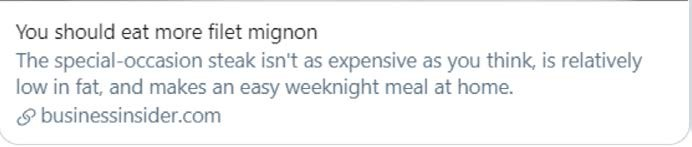 You should eat more filet mignon
The special-occasion steak isn't as expensive as you think, is relatively
low in fat, and makes an easy weeknight meal at home.
businessinsider.com